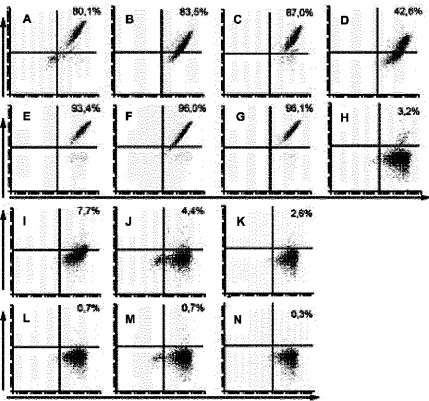 A 80,1%
B 83,5%
C 87,0%
D 42,6%
E 93,4%
F 96,0%
G 96,1%
H 3,2%
I 7,7%
J 4,4%
K 2,6%
L 0,7%
M 0,7%
N 0,3%